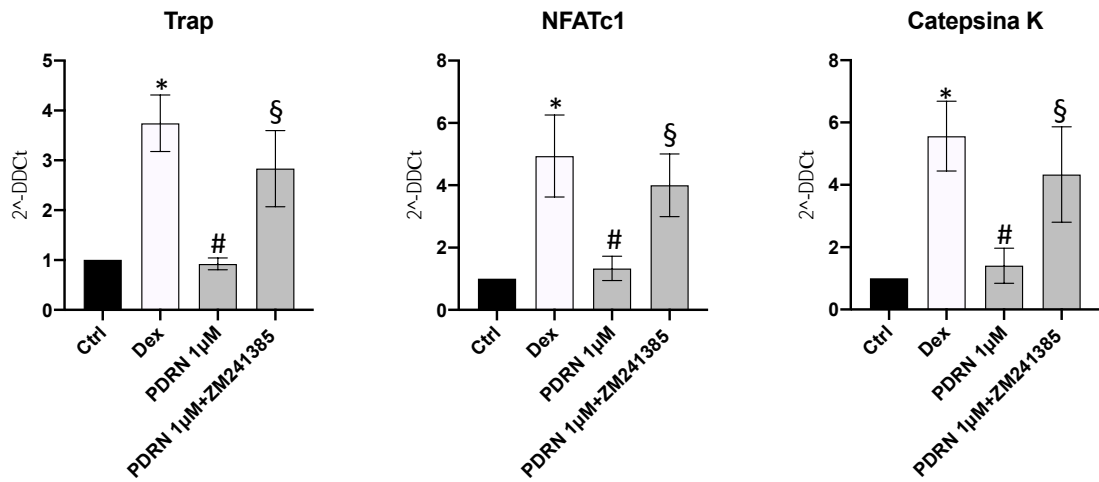 Trap
5
4
3
2
1
0
2^-DDCt
*
#
§
Ctrl
Dex
PDRN 1µM
PDRN 1µM+ZM241385
NFATc1
8
6
4
2
0
2^-DDCt
*
#
§
Ctrl
Dex
PDRN 1µM
PDRN 1µM+ZM241385
Catepsina K
8
6
4
2
0
2^-DDCt
*
#
§
Ctrl
Dex
PDRN 1µM
PDRN 1µM+ZM241385